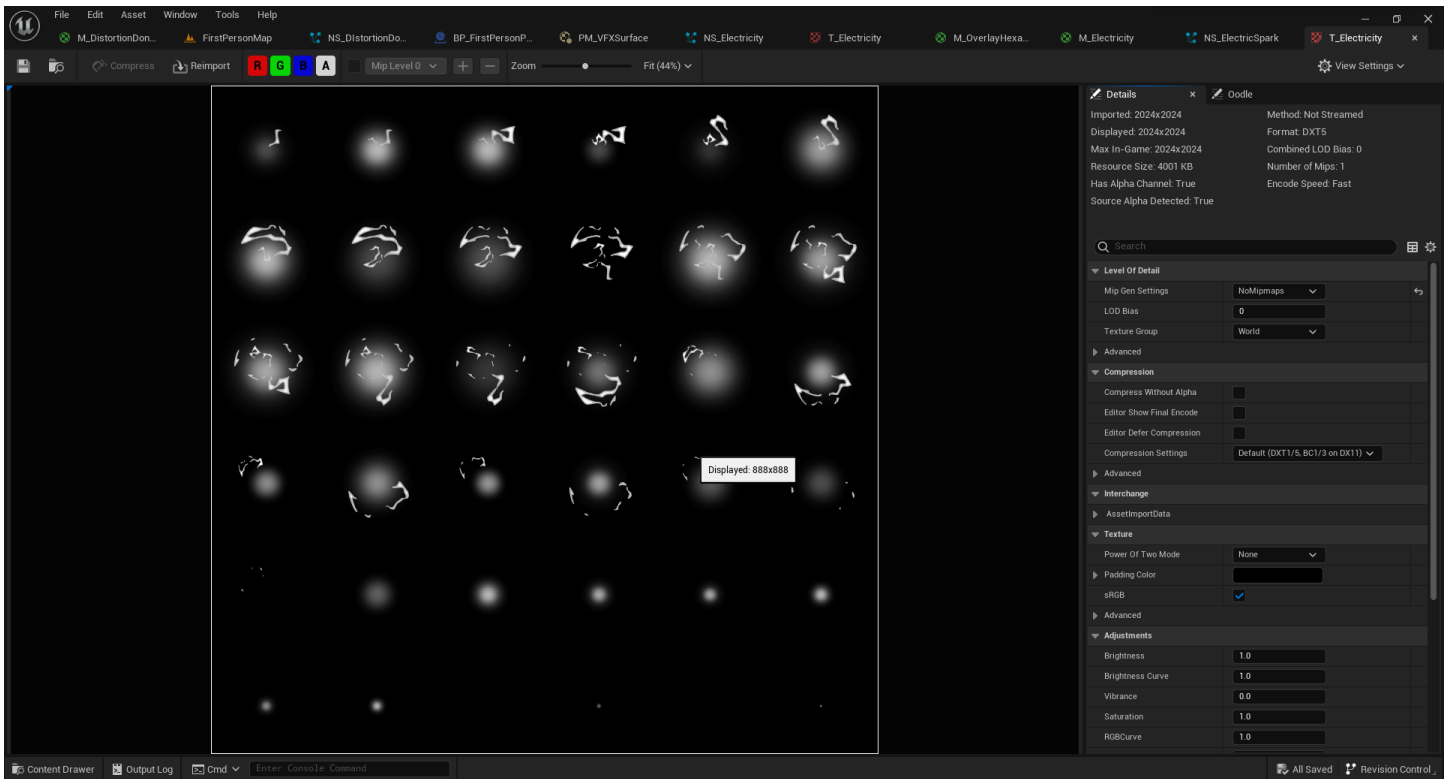 File Edit Asset Window Tools Help
M_DistortionDon... FirstPersonMap NS_DIstortionDo... BP_FirstPersonP... PM_VFXSurface NS_Electricity T_Electricity M_OverlayHexa... M_Electricity NS_ElectricSpark T_Electricity
Compress Reimport R G B A Mip Level 0 Zoom Fit (44%) View Settings
Details Oodle
Imported: 2024x2024 Method: Not Streamed
Displayed: 2024x2024 Format: DXT5
Max In-Game: 2024x2024 Combined LOD Bias: 0
Resource Size: 4001 KB Number of Mips: 1
Has Alpha Channel: True Encode Speed: Fast
Source Alpha Detected: True
Search
Level Of Detail
Mip Gen Settings NoMipmaps
LOD Bias 0
Texture Group World
Advanced
Compression
Compress Without Alpha
Editor Show Final Encode
Editor Defer Compression
Compression Settings Default (DXT1/5, BC1/3 on DX11)
Advanced
Displayed: 888x888
Interchange
AssetImportData
Texture
Power Of Two Mode None
Padding Color
sRGB
Advanced
Adjustments
Brightness 1.0
Brightness Curve 1.0
Vibrance 0.0
Saturation 1.0
RGBCurve 1.0
Content Drawer Output Log Cmd Enter Console Command All Saved Revision Control